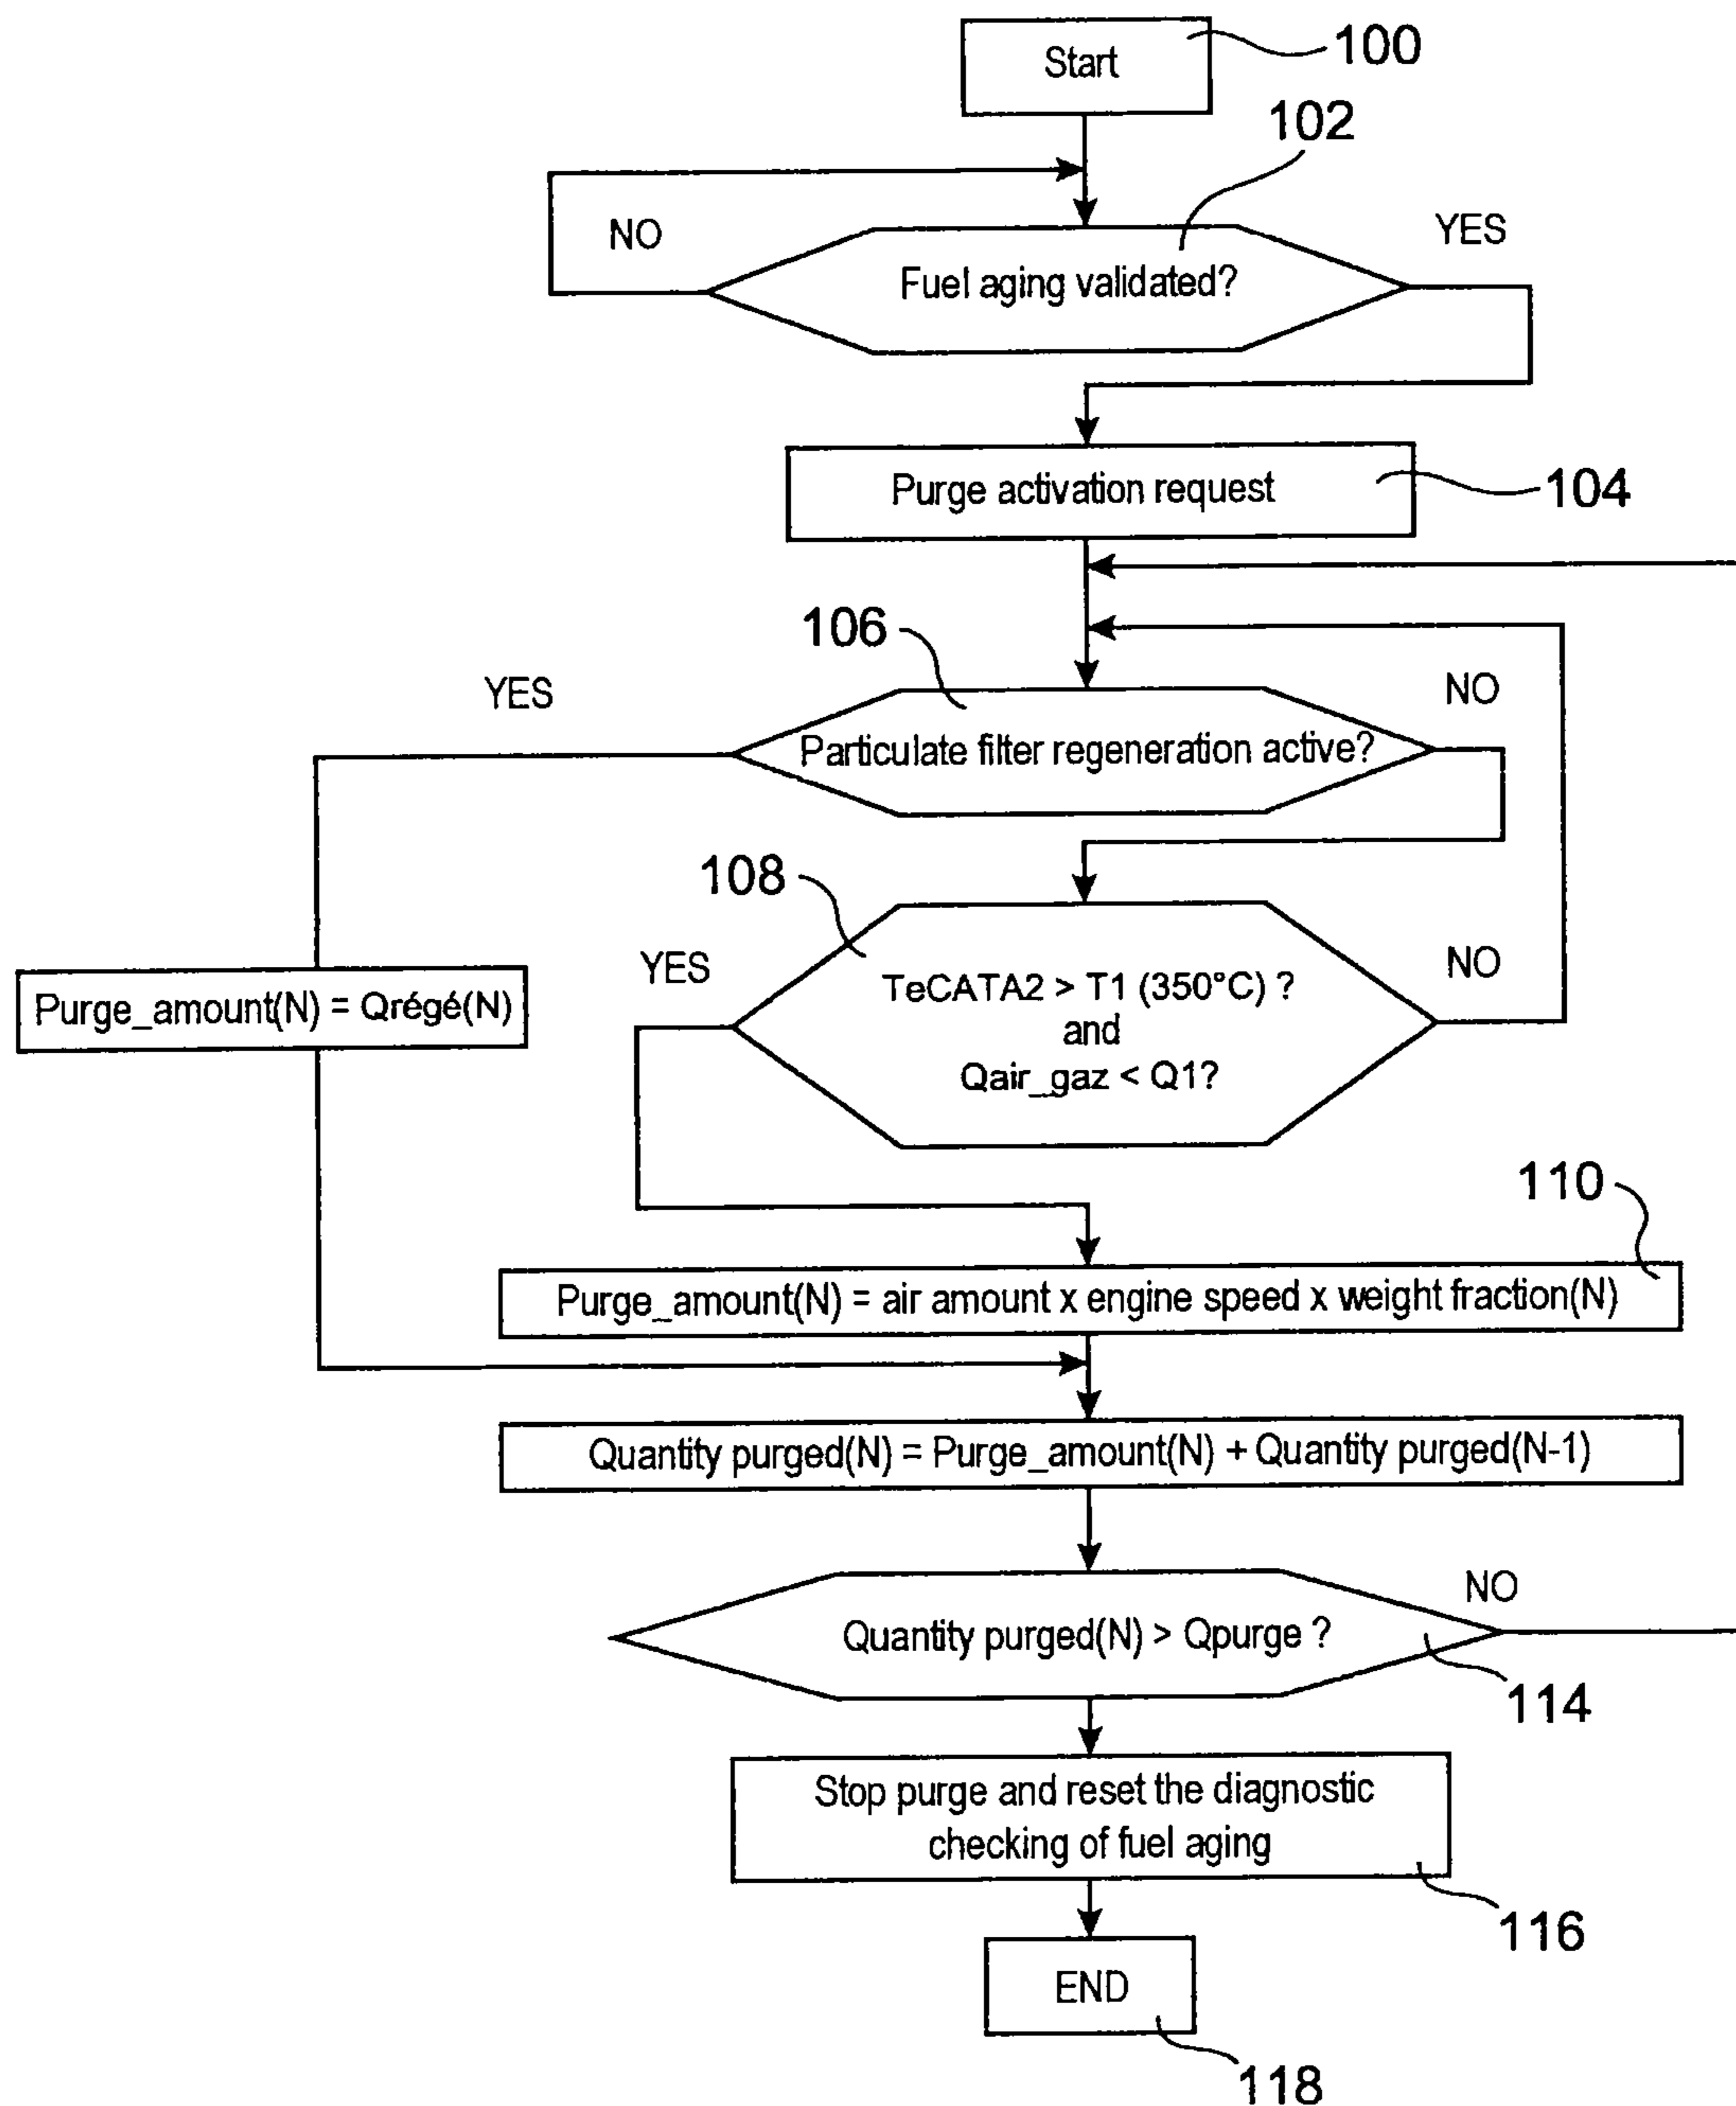 Start
100
102
NO
YES
Fuel aging validated?
Purge activation request
104
106
YES
NO
Particulate filter regeneration active?
108
YES
NO
TeCATA2 > T1 (350°C) ?
and
Qair_gaz < Q1?
Purge_amount(N) = Qrégé(N)
110
Purge_amount(N) = air amount x engine speed x weight fraction(N)
Quantity purged(N) = Purge_amount(N) + Quantity purged(N-1)
NO
Quantity purged(N) > Qpurge ?
114
Stop purge and reset the diagnostic
checking of fuel aging
116
END
118